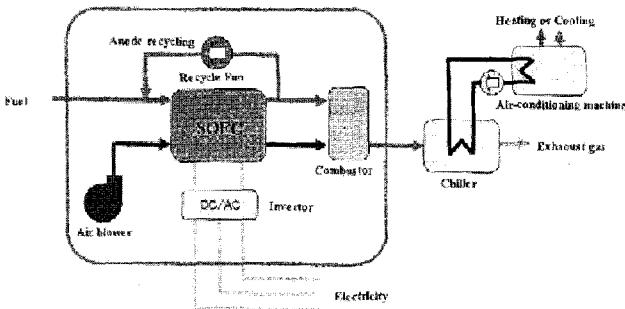 Heating or Cooling
Anode recycling
Recycle Fan
Fuel
SOFC
Air-conditioning machine
Combustor
Exhaust gas
Chiller
DC/AC
Invertor
Air blower
Electricity